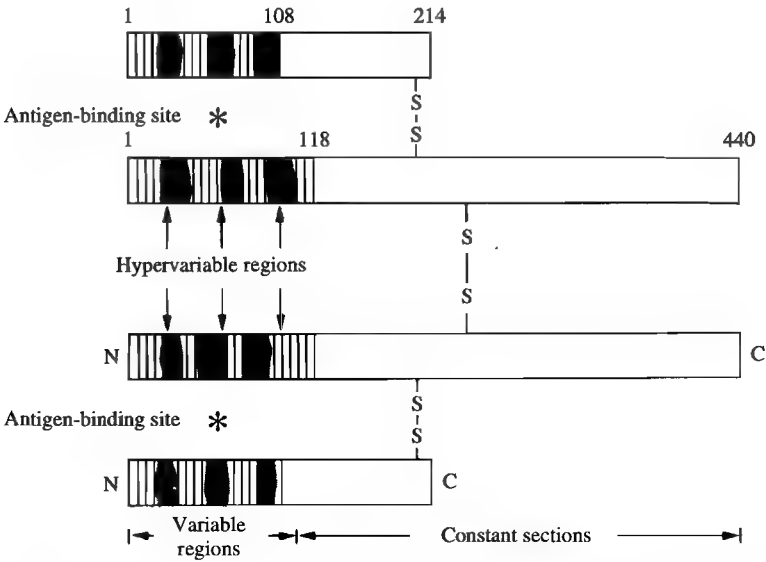 1 108 214
S
Antigen-binding site *
S
1 118 440
S
Hypervariable regions
S
N C
S
Antigen-binding site *
S
N C
Variable
regions
Constant sections